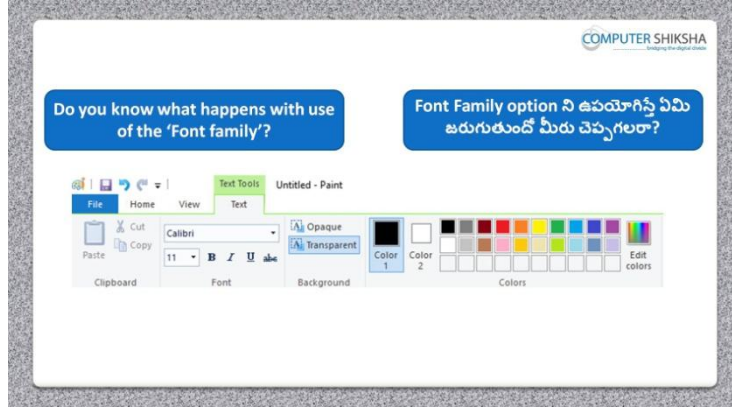 COMPUTER SHIKSHA
bridging the digital divide
Do you know what happens with use
of the ‘Font family’?
Font Family option ని ఉపయోగిస్తే ఏమి
జరుగుతుందో మీరు చెప్పగలరా?
Text Tools Untitled - Paint
File Home View Text
Cut
Copy
Paste
Clipboard
Calibri
11 B I U abc
Font
A Opaque
A Transparent
Background
Color
1
Color
2
Edit
colors
Colors